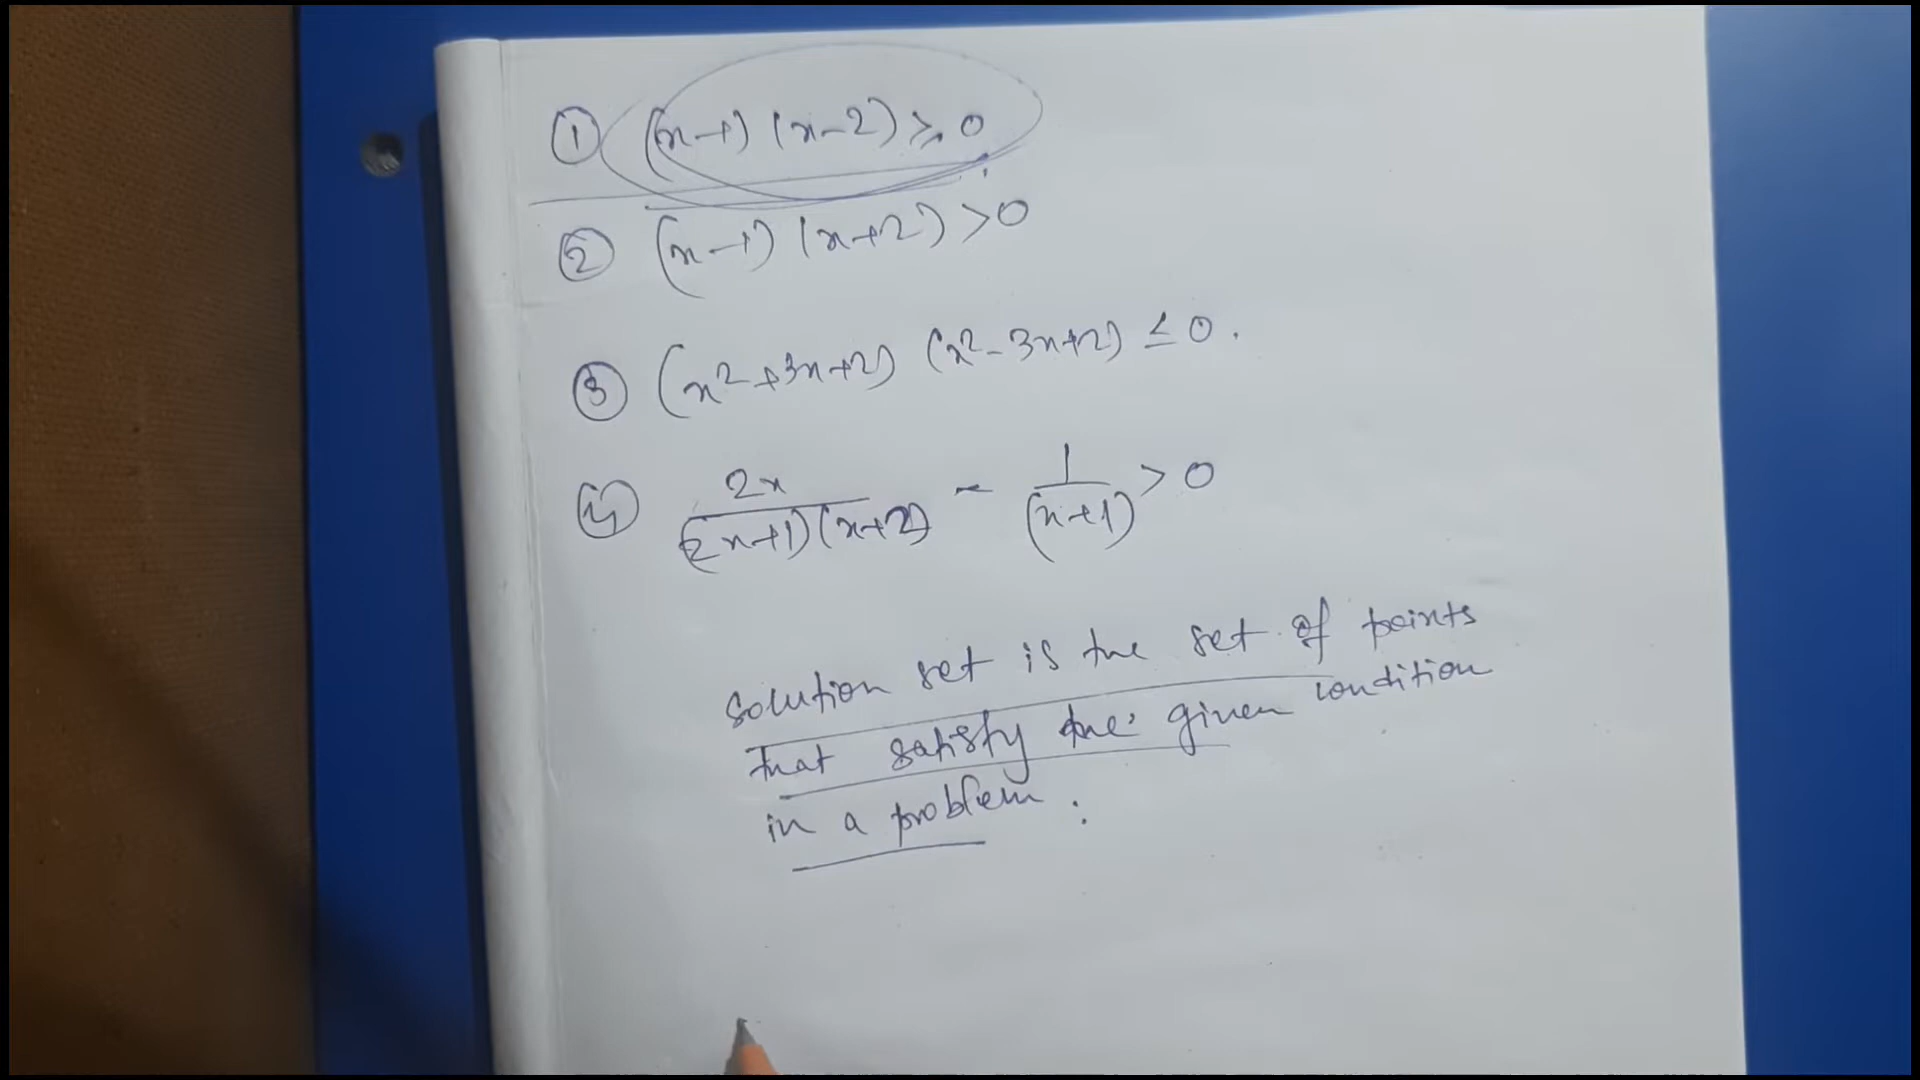 ① (x-1) (x-2) ≥ 0
② (x-1) (x+2) > 0
③ (x²+3x+2) (x²-3x+2) ≤ 0.
④ 2x/((2x+1)(x+2)) - 1/(x+1) > 0
Solution set is the set of points
that satisfy the given condition
in a problem.